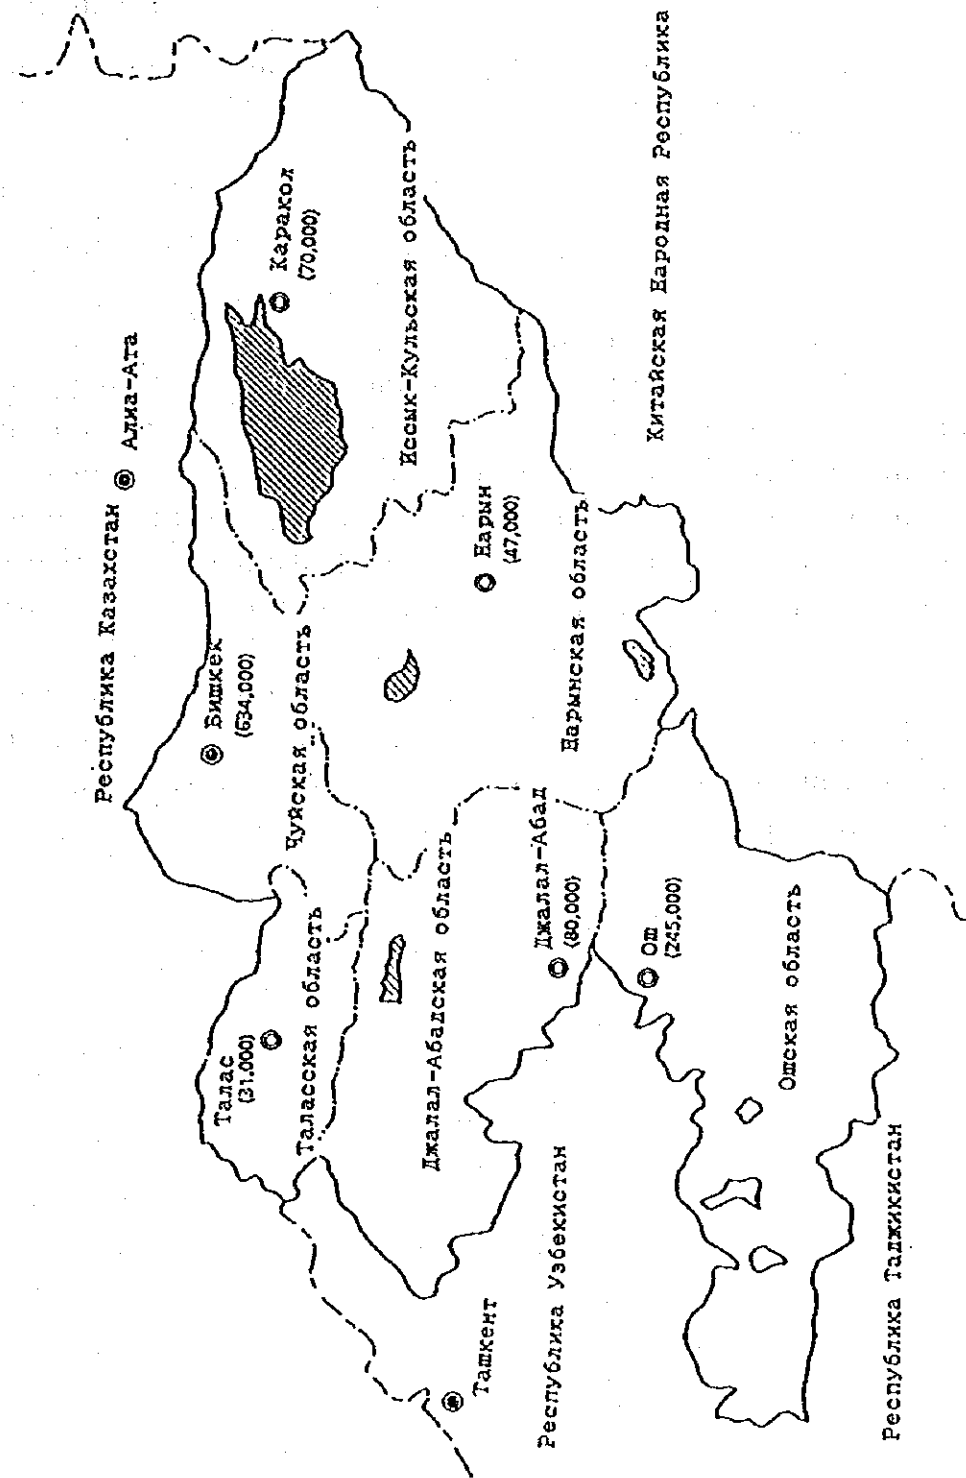 Республика Казахстан
Алма-Ата
Бишкек
(634,000)
Каракол
(70,000)
Талас
(31.000)
Чуйская область
Таласская область
Иссык-Кульская область
Нарын
(47,000)
Джалал-Абадская область
Нарынская область
Джалал-Абад
(80,000)
Ташкент
Республика Узбекистан
Ош
(245,000)
Китайская Народная Республика
Ошская область
Республика Таджикистан